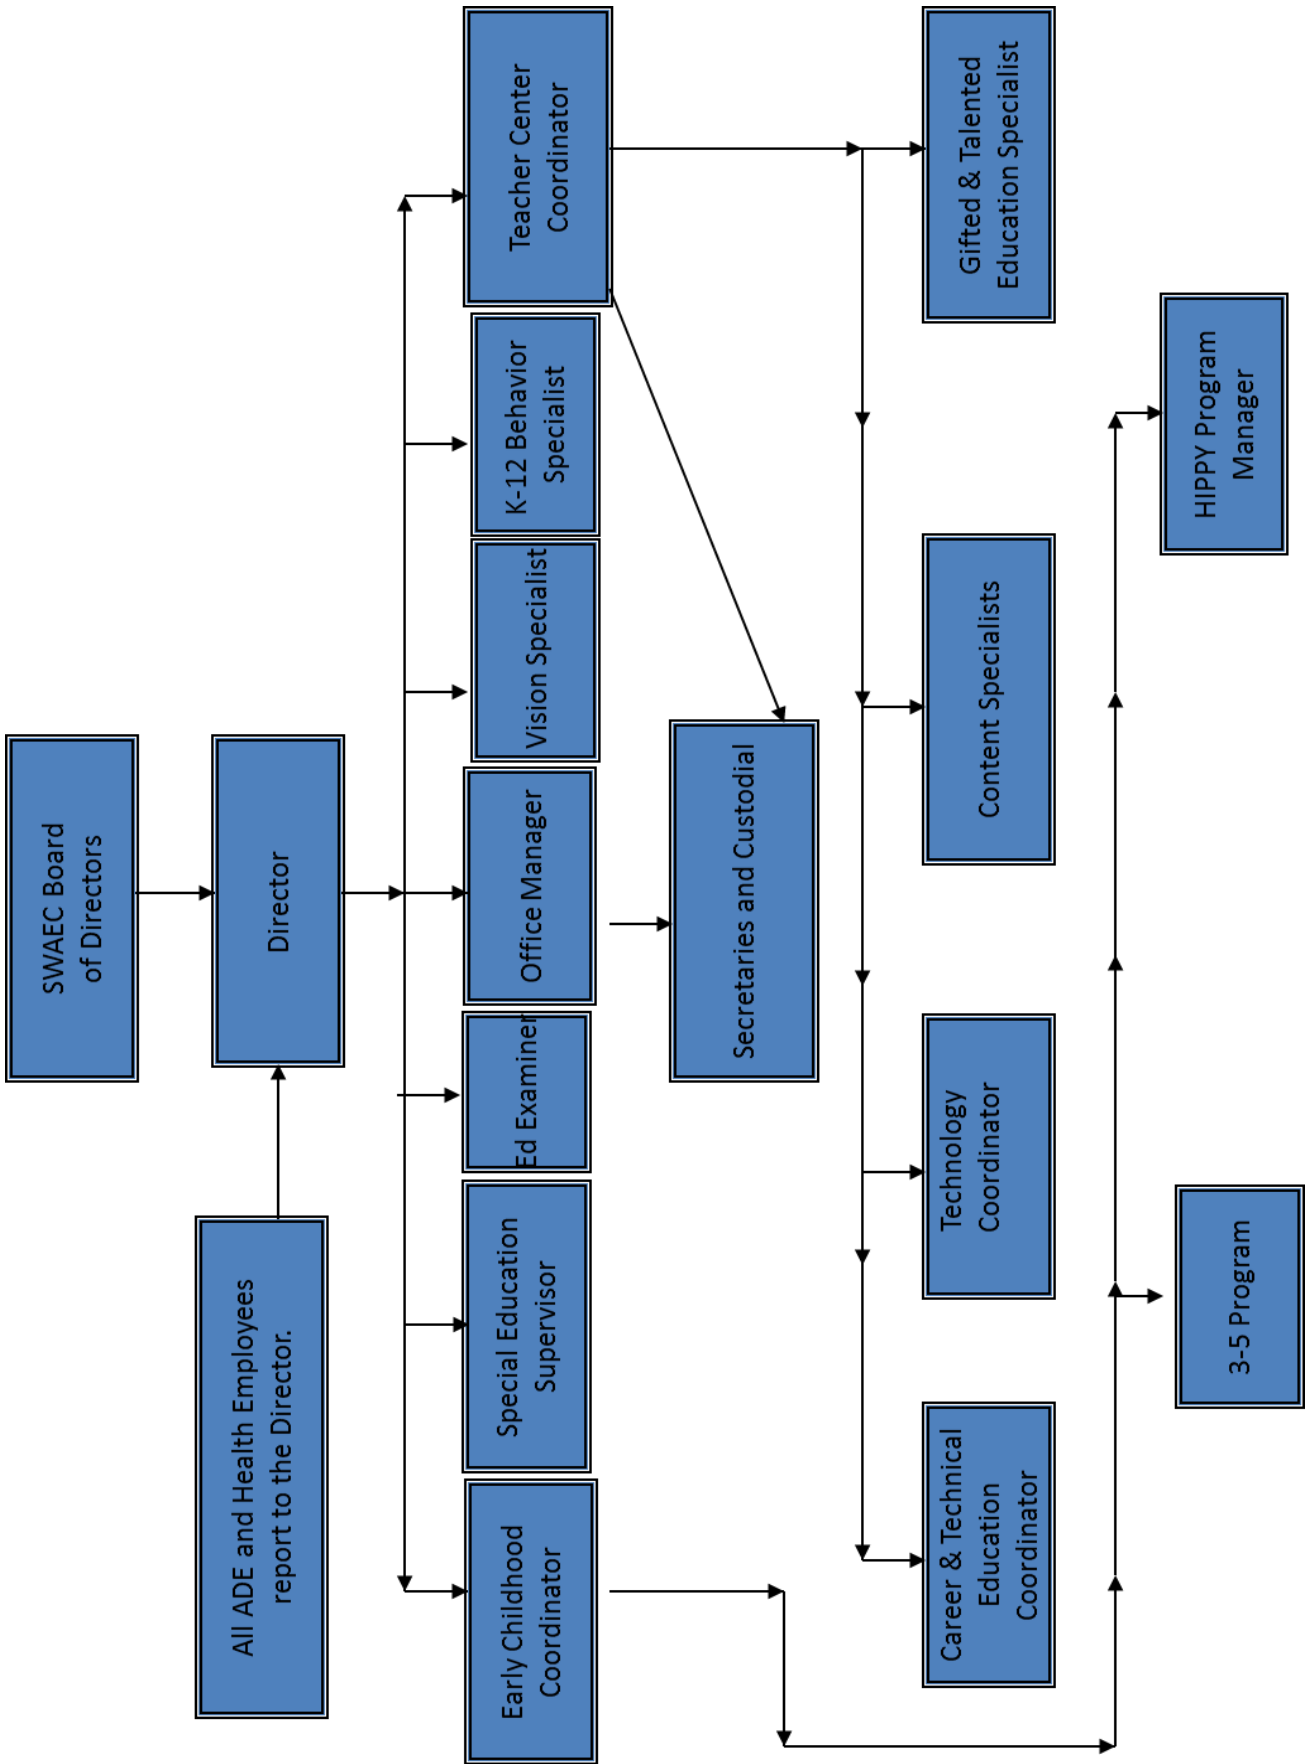 SWAEC Board
of Directors
All ADE and Health Employees
report to the Director.
Director
Early Childhood
Coordinator
Special Education
Supervisor
Ed Examiner
Office Manager
Vision Specialist
K-12 Behavior
Specialist
Teacher Center
Coordinator
Secretaries and Custodial
Career & Technical
Education
Coordinator
Technology
Coordinator
Content Specialists
Gifted & Talented
Education Specialist
3-5 Program
HIPPY Program
Manager